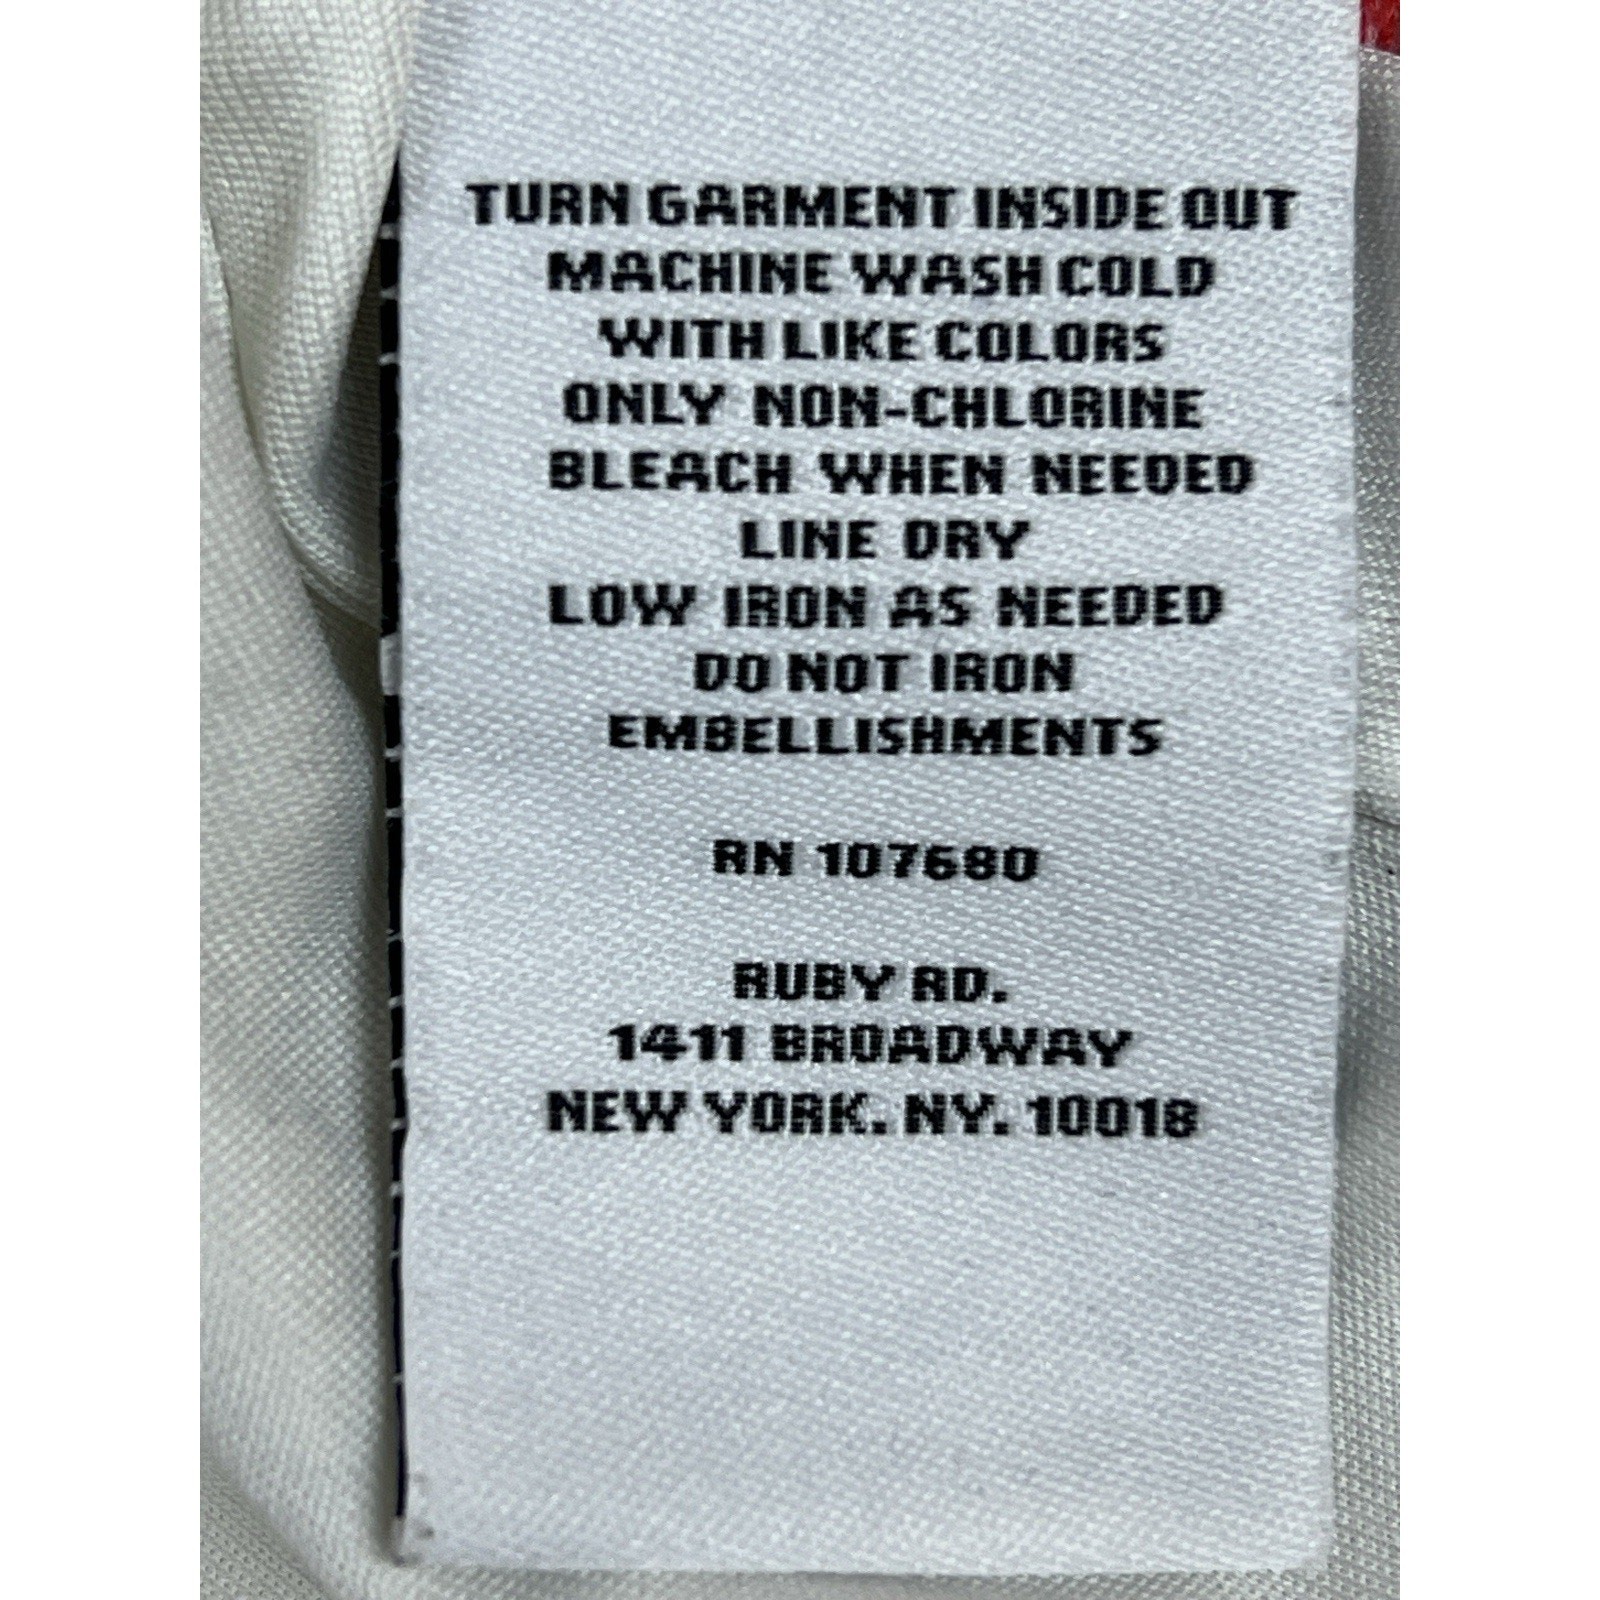 TURN GARMENT INSIDE OUT
MACHINE WASH COLD
WITH LIKE COLORS
ONLY NON-CHLORINE
BLEACH WHEN NEEDED
LINE DRY
LOW IRON AS NEEDED
DO NOT IRON
EMBELLISHMENTS
RN 107680
RUBY RD.
1411 BROADWAY
NEW YORK. NY. 10018